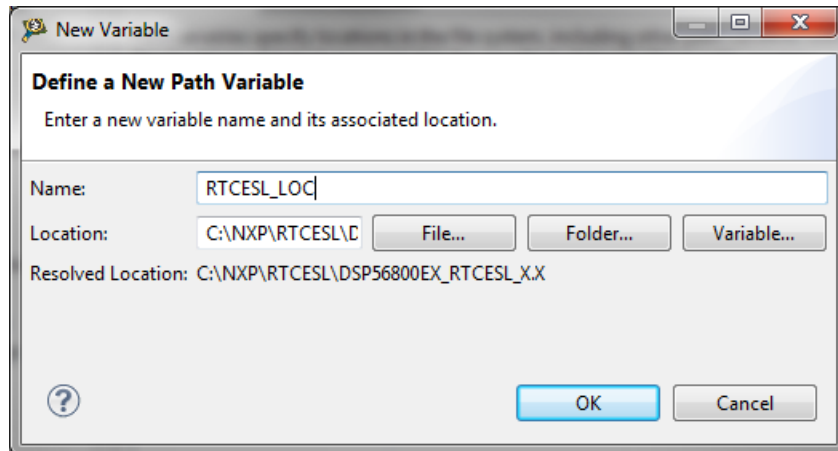 New Variable
Define a New Path Variable
Enter a new variable name and its associated location.
Name: RTCESL_LOC
Location: C:\NXP\RTCESL\D File... Folder... Variable...
Resolved Location: C:\NXP\RTCESL\DSP56800EX_RTCESL_X.X
? OK Cancel